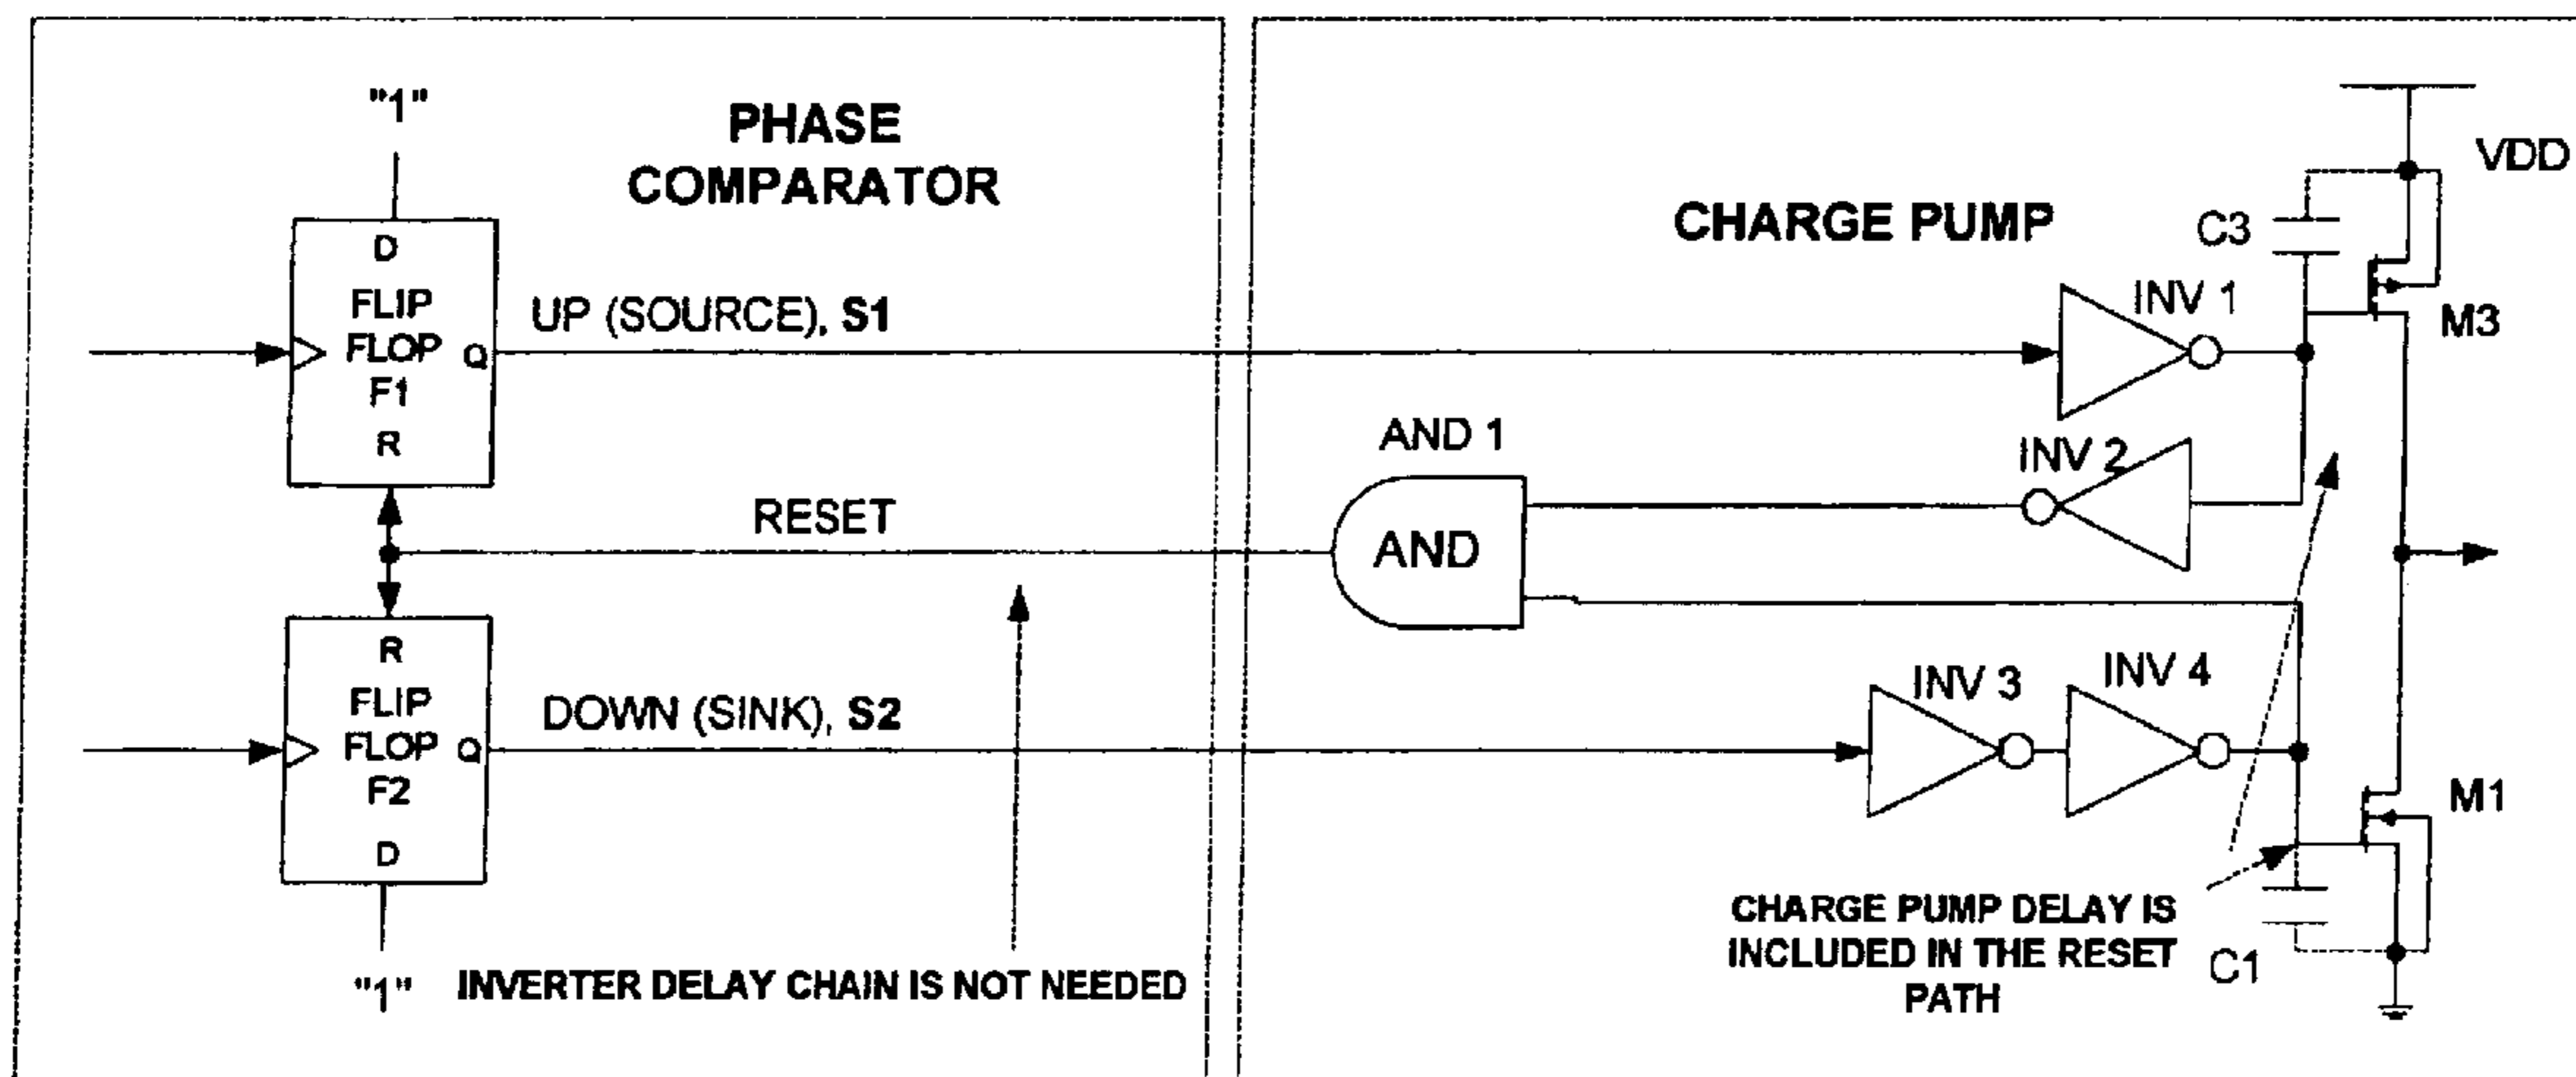 "1"
PHASE
COMPARATOR
D
FLIP
FLOP
F1
Q
R
UP (SOURCE), S1
RESET
R
FLIP
FLOP
F2
Q
D
DOWN (SINK), S2
"1"
INVERTER DELAY CHAIN IS NOT NEEDED
CHARGE PUMP
VDD
C3
M3
INV 1
AND 1
INV 2
AND
INV 3
INV 4
M1
CHARGE PUMP DELAY IS
INCLUDED IN THE RESET
PATH
C1